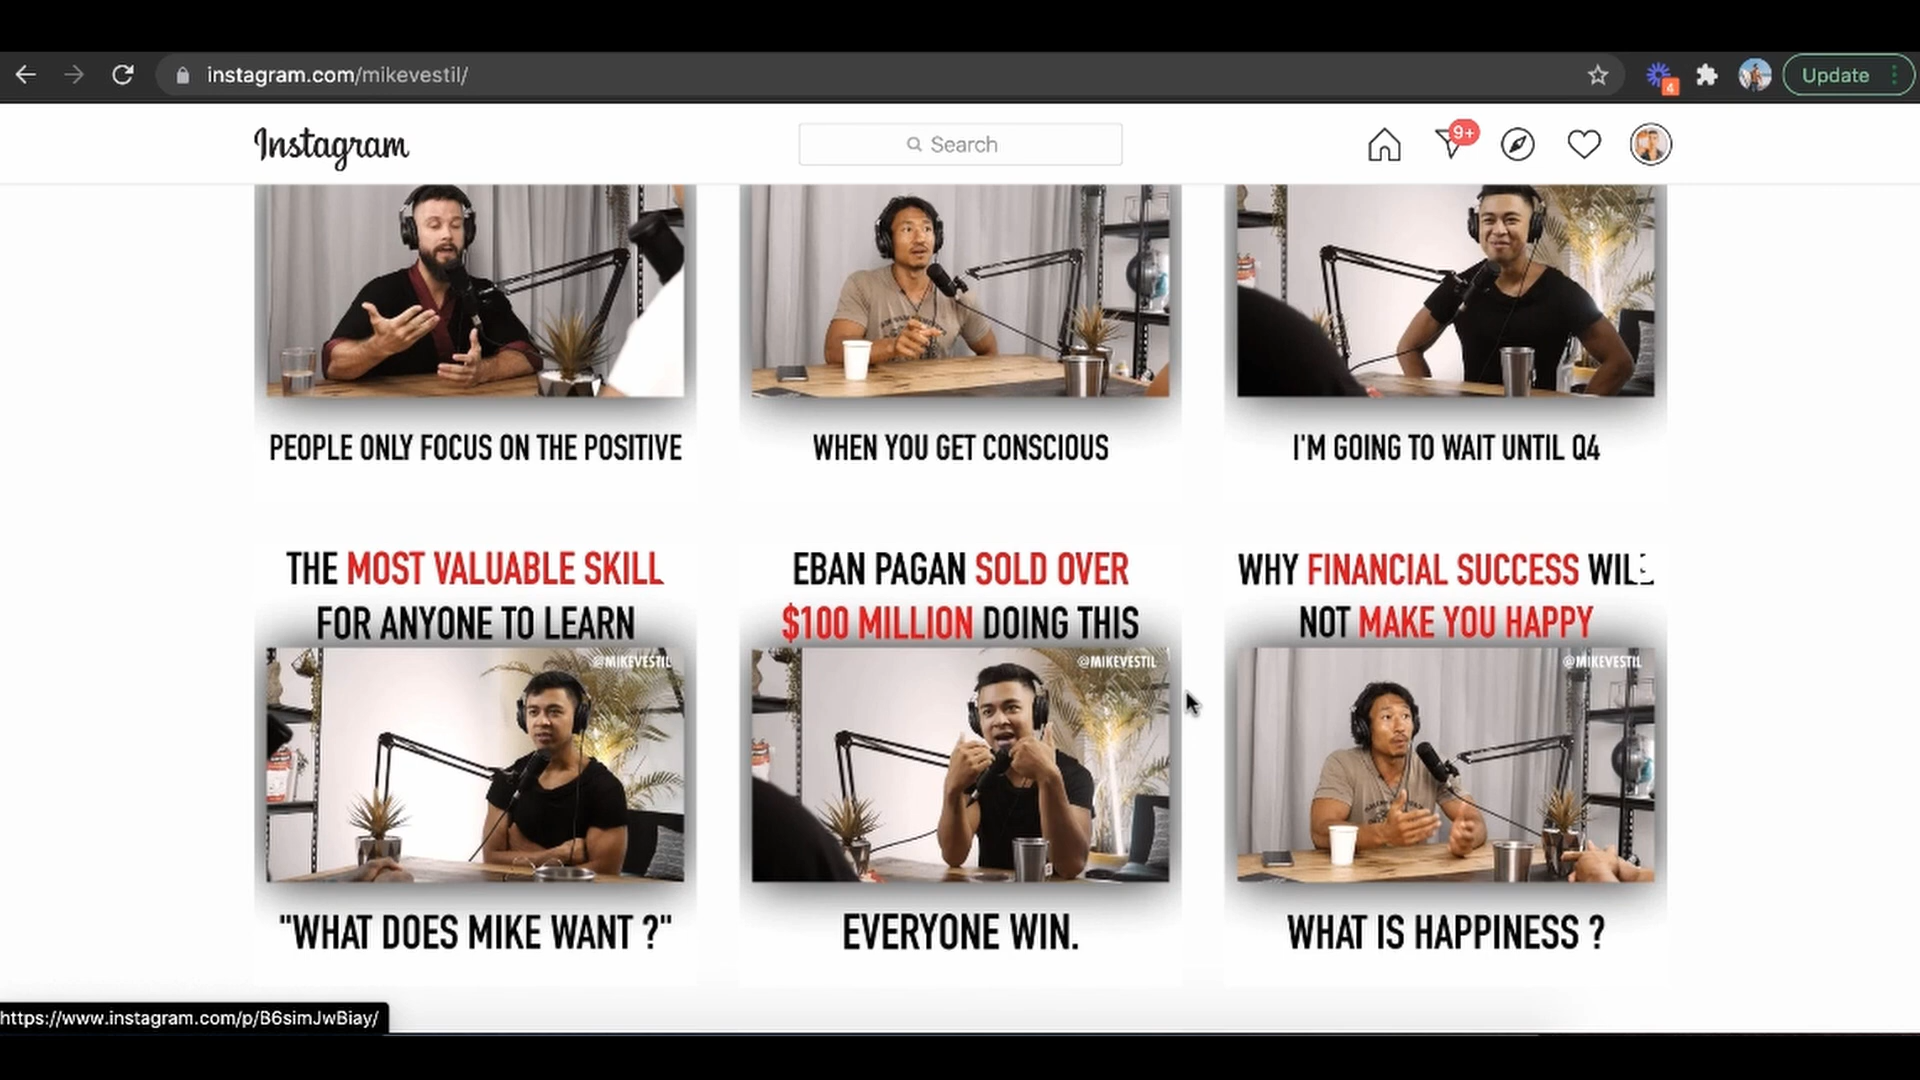 instagram.com/mikevestil/
4
Update
Instagram
Search
9+
PEOPLE ONLY FOCUS ON THE POSITIVE
WHEN YOU GET CONSCIOUS
I'M GOING TO WAIT UNTIL Q4
THE MOST VALUABLE SKILL
FOR ANYONE TO LEARN
@MIKEVESTIL
"WHAT DOES MIKE WANT ?"
EBAN PAGAN SOLD OVER
$100 MILLION DOING THIS
@MIKEVESTIL
EVERYONE WIN.
WHY FINANCIAL SUCCESS WILL
NOT MAKE YOU HAPPY
@MIKEVESTIL
WHAT IS HAPPINESS ?
https://www.instagram.com/p/B6simJwBiay/